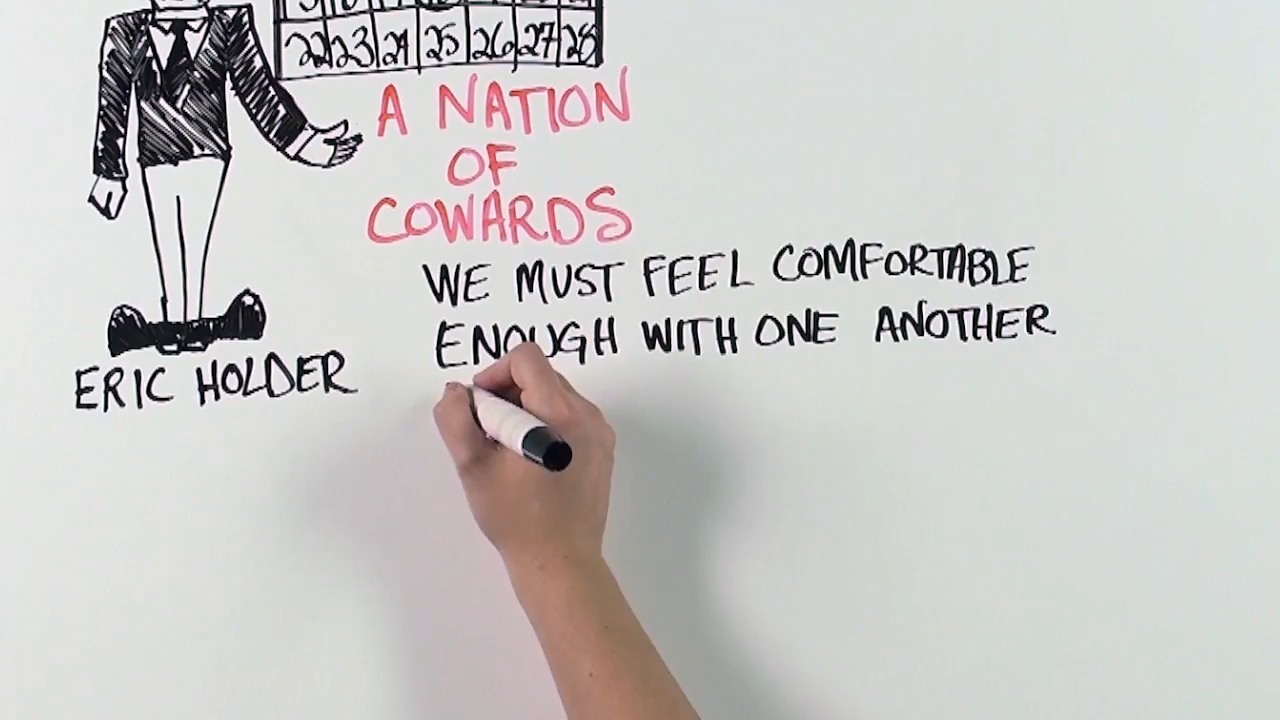 22 23 24 25 26 27 28
A NATION
OF
COWARDS
WE MUST FEEL COMFORTABLE
ENOUGH WITH ONE ANOTHER
ERIC HOLDER